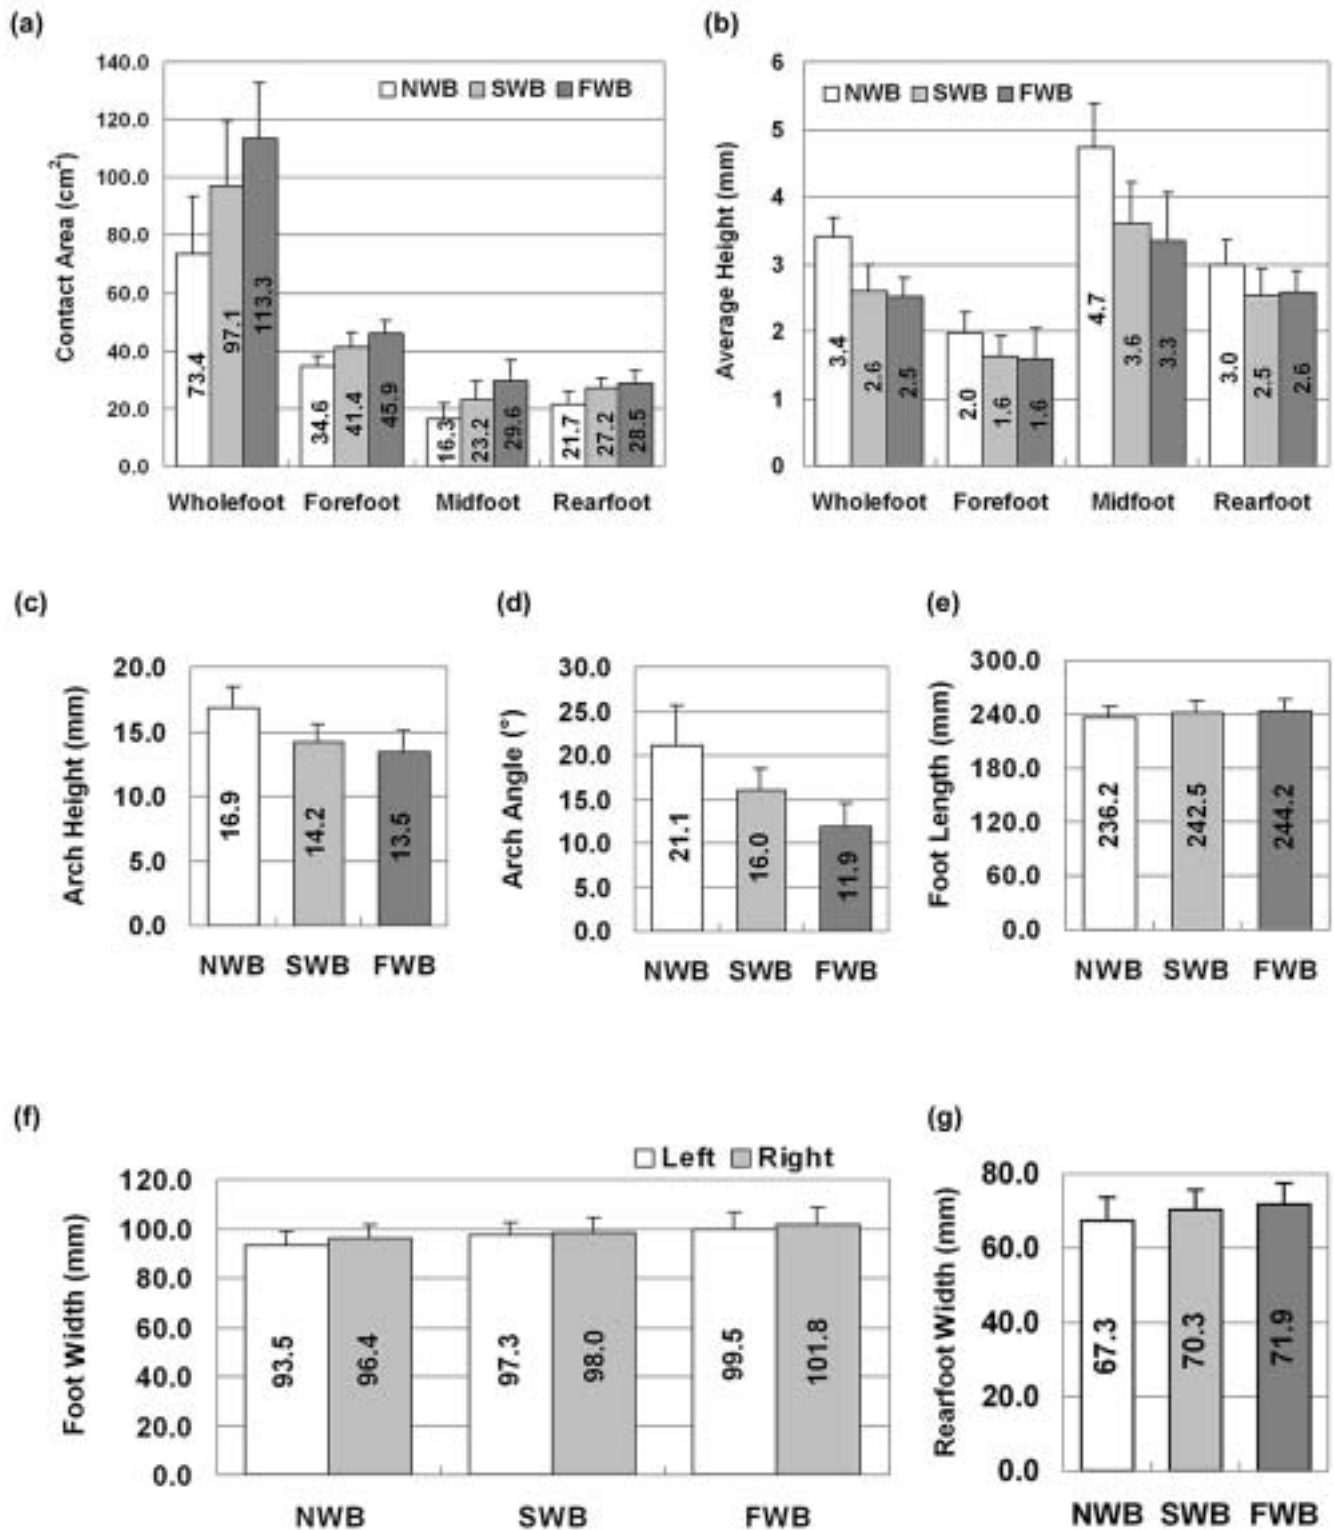 (a)
140.0
120.0
100.0
80.0
60.0
40.0
20.0
0.0
Contact Area (cm²)
NWB SWB FWB
73.4 97.1 113.3
34.6 41.4 45.9
16.3 23.2 29.6
21.7 27.2 28.5
Wholefoot Forefoot Midfoot Rearfoot
(b)
6
5
4
3
2
1
0
Average Height (mm)
NWB SWB FWB
3.4 2.6 2.5
2.0 1.6 1.6
4.7 3.6 3.3
3.0 2.5 2.6
Wholefoot Forefoot Midfoot Rearfoot
(c)
20.0
15.0
10.0
5.0
0.0
Arch Height (mm)
16.9 14.2 13.5
NWB SWB FWB
(d)
30.0
25.0
20.0
15.0
10.0
5.0
0.0
Arch Angle (°)
21.1 16.0 11.9
NWB SWB FWB
(e)
300.0
240.0
180.0
120.0
60.0
0.0
Foot Length (mm)
236.2 242.5 244.2
NWB SWB FWB
(f)
Left Right
120.0
100.0
80.0
60.0
40.0
20.0
0.0
Foot Width (mm)
93.5 96.4
97.3 98.0
99.5 101.8
NWB SWB FWB
(g)
80.0
60.0
40.0
20.0
0.0
Rearfoot Width (mm)
67.3 70.3 71.9
NWB SWB FWB